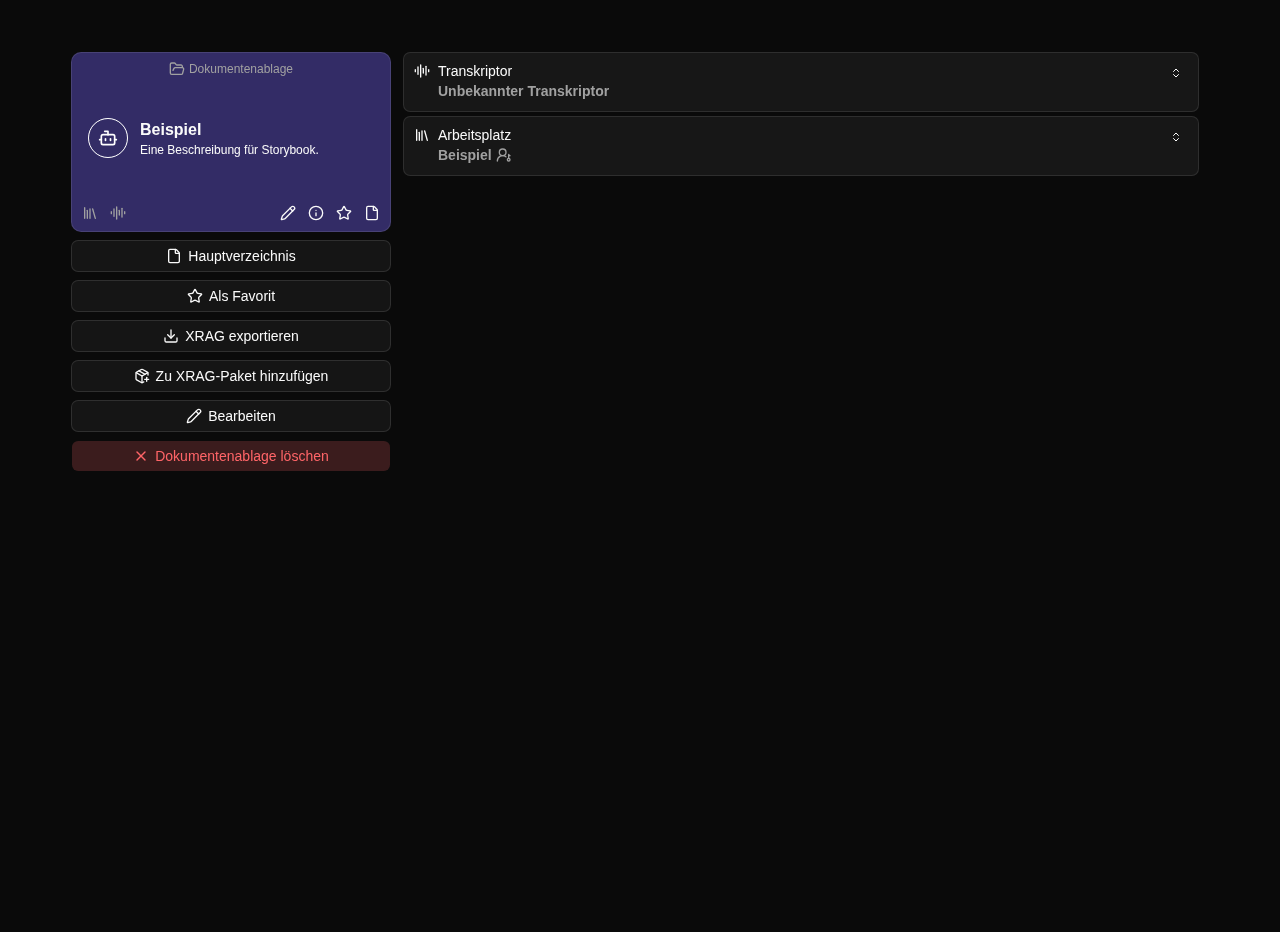 Dokumentenablage
Beispiel
Eine Beschreibung für Storybook.
Hauptverzeichnis
Als Favorit
XRAG exportieren
Zu XRAG-Paket hinzufügen
Bearbeiten
Dokumentenablage löschen
Transkriptor
Unbekannter Transkriptor
Arbeitsplatz
Beispiel